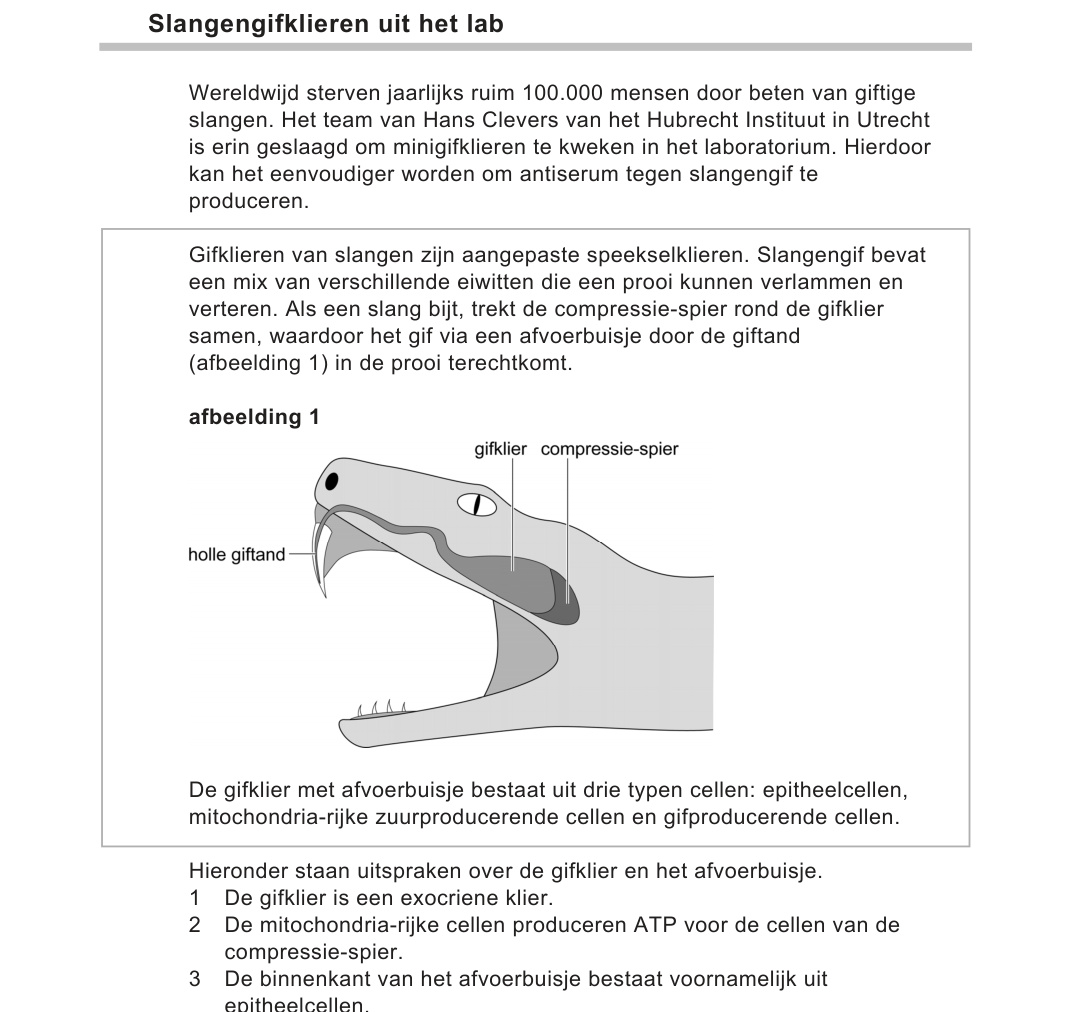 Slangengifklieren uit het lab
Wereldwijd sterven jaarlijks ruim 100.000 mensen door beten van giftige
slangen. Het team van Hans Clevers van het Hubrecht Instituut in Utrecht
is erin geslaagd om minigifklieren te kweken in het laboratorium. Hierdoor
kan het eenvoudiger worden om antiserum tegen slangengif te
produceren.
Gifklieren van slangen zijn aangepaste speekselklieren. Slangengif bevat
een mix van verschillende eiwitten die een prooi kunnen verlammen en
verteren. Als een slang bijt, trekt de compressie-spier rond de gifklier
samen, waardoor het gif via een afvoerbuisje door de giftand
(afbeelding 1) in de prooi terechtkomt.
afbeelding 1
gifklier compressie-spier
holle giftand
De gifklier met afvoerbuisje bestaat uit drie typen cellen: epitheelcellen,
mitochondria-rijke zuurproducerende cellen en gifproducerende cellen.
Hieronder staan uitspraken over de gifklier en het afvoerbuisje.
1 De gifklier is een exocriene klier.
2 De mitochondria-rijke cellen produceren ATP voor de cellen van de
compressie-spier.
3 De binnenkant van het afvoerbuisje bestaat voornamelijk uit
epitheelcellen.